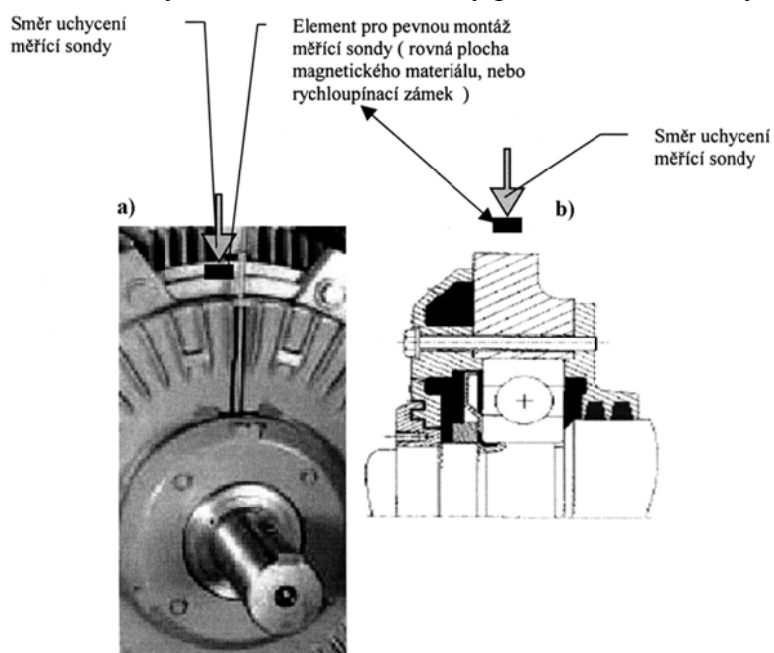 Směr uchycení
měřící sondy
Element pro pevnou montáž
měřící sondy ( rovná plocha
magnetického materiálu, nebo
rychloupínací zámek )
Směr uchycení
měřící sondy
a)
b)